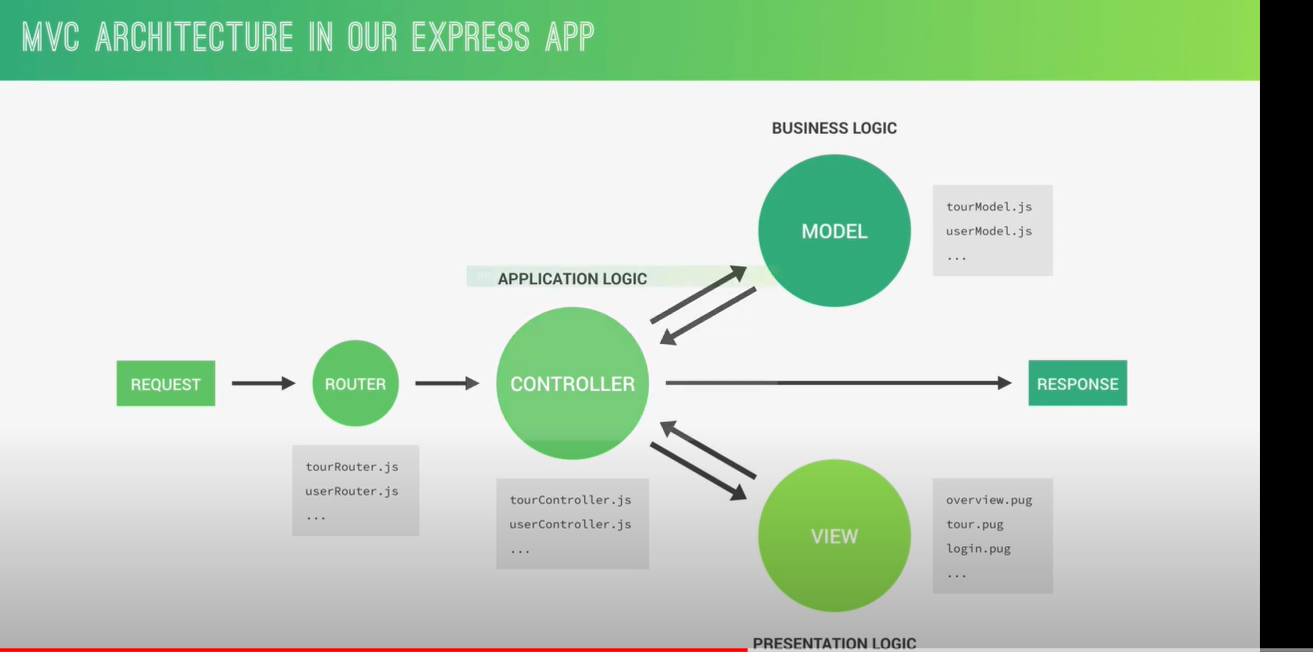 MVC ARCHITECTURE IN OUR EXPRESS APP
BUSINESS LOGIC
MODEL
tourModel.js
userModel.js
...
APPLICATION LOGIC
REQUEST
ROUTER
CONTROLLER
RESPONSE
tourRouter.js
userRouter.js
...
tourController.js
userController.js
...
VIEW
overview.pug
tour.pug
login.pug
...
PRESENTATION LOGIC